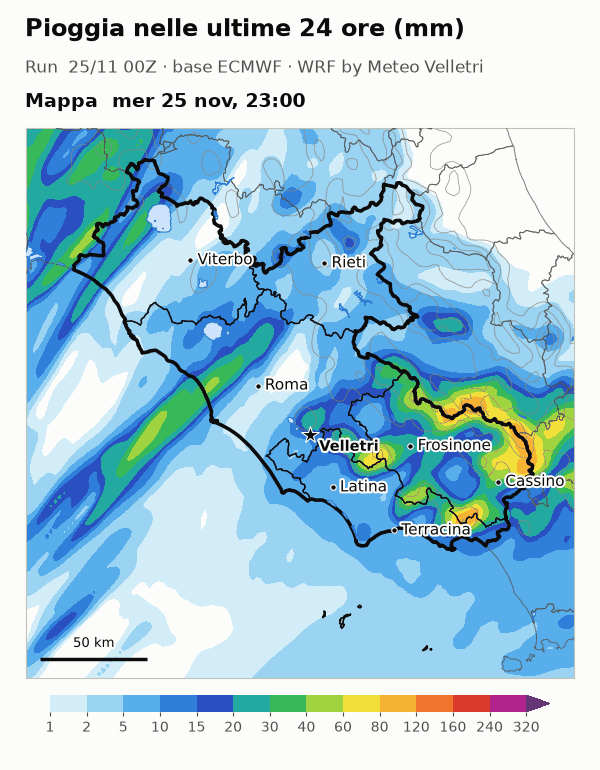 Pioggia nelle ultime 24 ore (mm)
Run  25/11 00Z · base ECMWF · WRF by Meteo Velletri
Mappa  mer 25 nov, 23:00
Viterbo
Rieti
Roma
Velletri
Frosinone
Cassino
Latina
Terracina
50 km
1 2 5 10 15 20 30 40 60 80 120 160 240 320